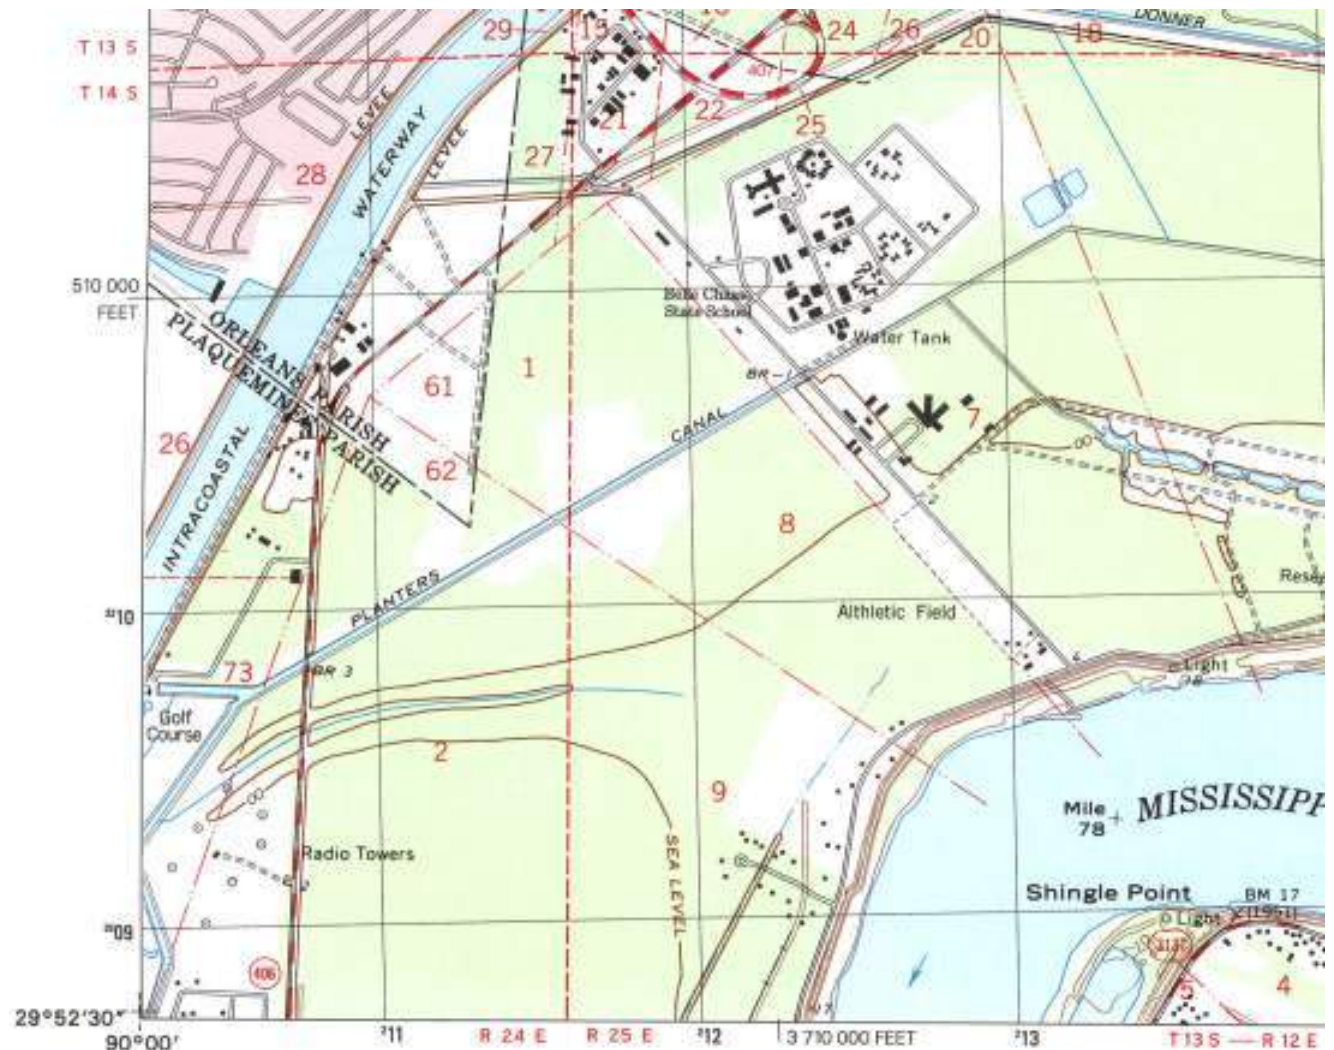 DONNER
29
15
24
26
20
18
T 13 S
407
T 14 S
LEVEE
22
21
25
WATERWAY
LEVEE
27
28
510 000
FEET
Belle Chasse
State School
ORLEANS PARISH
PLAQUEMINES PARISH
Water Tank
1
61
BR-1
7
CANAL
26
62
INTRACOASTAL
8
PLANTERS
10
Althletic Field
73
BR 3
Light
78
Golf
Course
2
9
Mile
78
MISSISSIPP
Radio Towers
SEA LEVEL
Shingle Point
BM 17
Light
(1951)
09
406
5
4
29°52'30"
90°00'
11
R 24 E
R 25 E
12
3 710 000 FEET
13
T 13 S
R 12 E